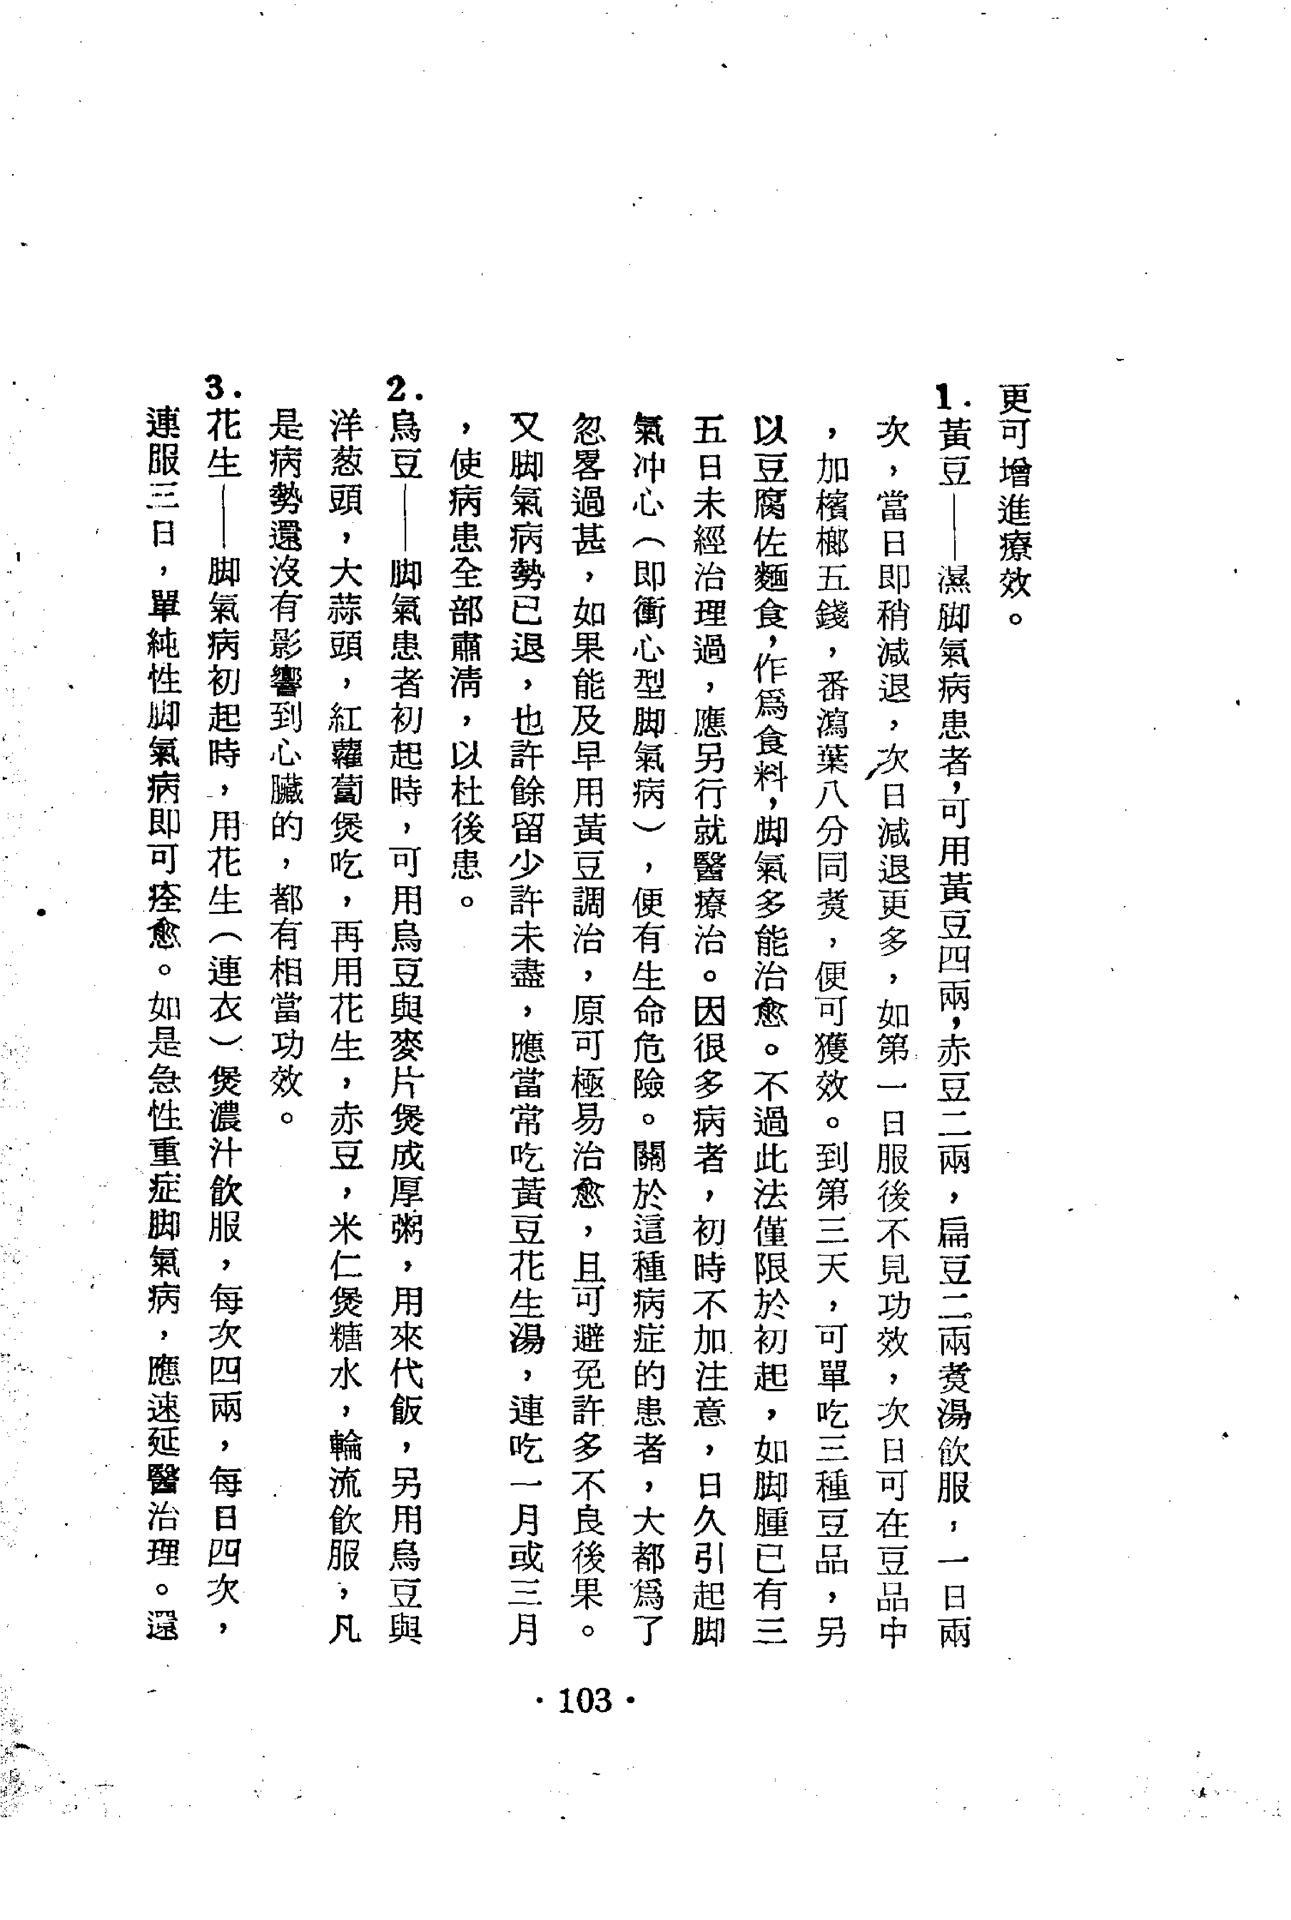 更可增進療效。
1.黃豆——濕脚氣病患者，可用黃豆四兩，赤豆二兩，扁豆二兩煑湯飲服，一日兩
次，當日即稍減退，次日減退更多，如第一日服後不見功效，次日可在豆品中
，加檳榔五錢，番瀉葉八分同煑，便可獲效。到第三天，可單吃三種豆品，另
以豆腐佐麵食，作爲食料，脚氣多能治愈。不過此法僅限於初起，如脚腫已有三
五日未經治理過，應另行就醫療治。因很多病者，初時不加注意，日久引起脚
氣冲心（即衝心型脚氣病），便有生命危險。關於這種病症的患者，大都爲了
忽畧過甚，如果能及早用黃豆調治，原可極易治愈，且可避免許多不良後果。
又脚氣病勢已退，也許餘留少許未盡，應當常吃黃豆花生湯，連吃一月或三月
，使病患全部肅清，以杜後患。
2.烏豆——脚氣患者初起時，可用烏豆與麥片煲成厚粥，用來代飯，另用烏豆與
洋葱頭，大蒜頭，紅蘿蔔煲吃，再用花生，赤豆，米仁煲糖水，輪流飲服，凡
是病勢還沒有影響到心臟的，都有相當功效。
3.花生——脚氣病初起時，用花生（連衣）煲濃汁飲服，每次四兩，每日四次，
連服三日，單純性脚氣病即可痊愈。如是急性重症脚氣病，應速延醫治理。還
·103·